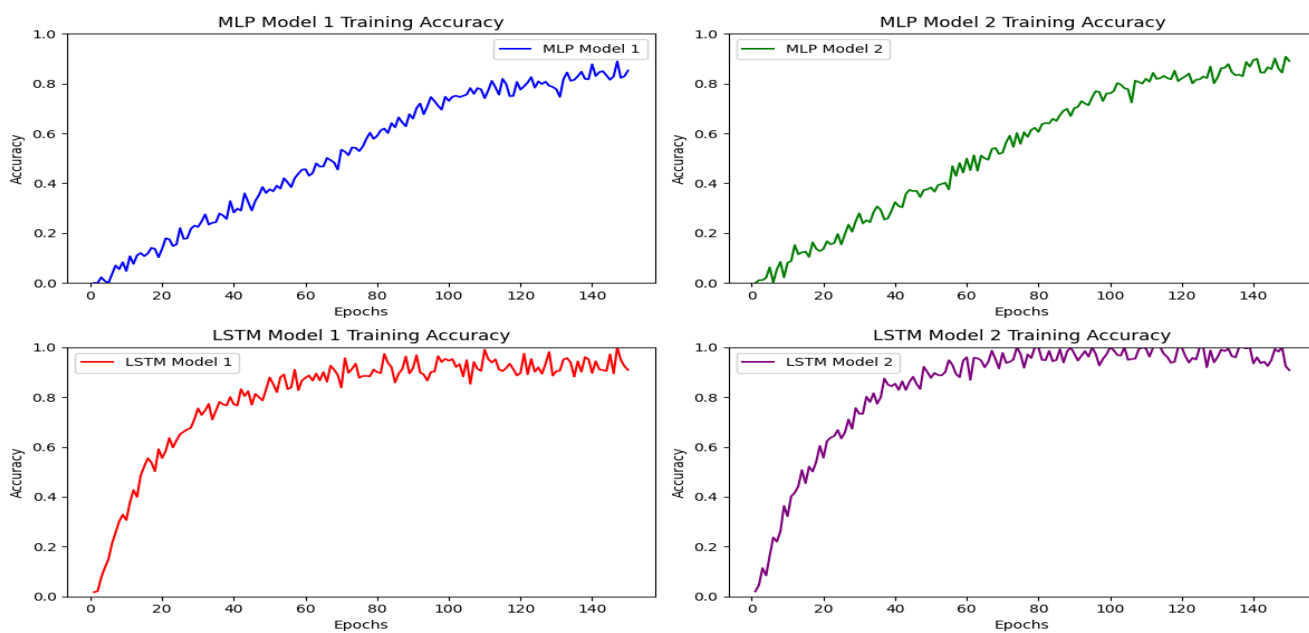 MLP Model 1 Training Accuracy
MLP Model 1
Accuracy
1.0
0.8
0.6
0.4
0.2
0.0
0 20 40 60 80 100 120 140
Epochs
MLP Model 2 Training Accuracy
MLP Model 2
Accuracy
1.0
0.8
0.6
0.4
0.2
0.0
0 20 40 60 80 100 120 140
Epochs
LSTM Model 1 Training Accuracy
LSTM Model 1
Accuracy
1.0
0.8
0.6
0.4
0.2
0.0
0 20 40 60 80 100 120 140
Epochs
LSTM Model 2 Training Accuracy
LSTM Model 2
Accuracy
1.0
0.8
0.6
0.4
0.2
0.0
0 20 40 60 80 100 120 140
Epochs